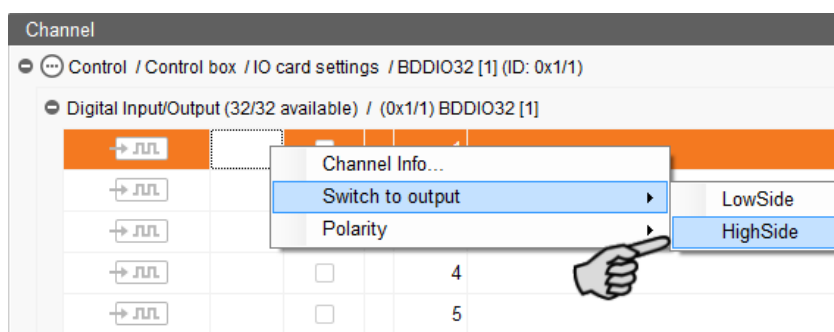 Channel
Control / Control box / IO card settings / BDDIO32 [1] (ID: 0x1/1)
Digital Input/Output (32/32 available) / (0x1/1) BDDIO32 [1]
Channel Info...
Switch to output
LowSide
Polarity
HighSide
4
5